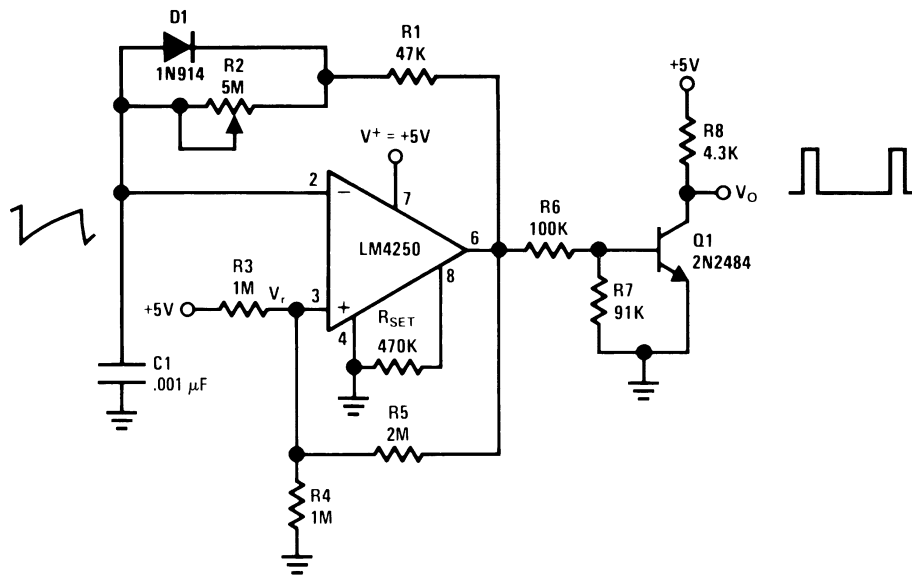 D1
1N914
R1
47K
R2
5M
V+ = +5V
+5V
R8
4.3K
2
−
7
VO
LM4250
6
R6
100K
Q1
2N2484
R3
1M
Vr
3
+
8
+5V
4
RSET
470K
R7
91K
C1
.001 μF
R5
2M
R4
1M